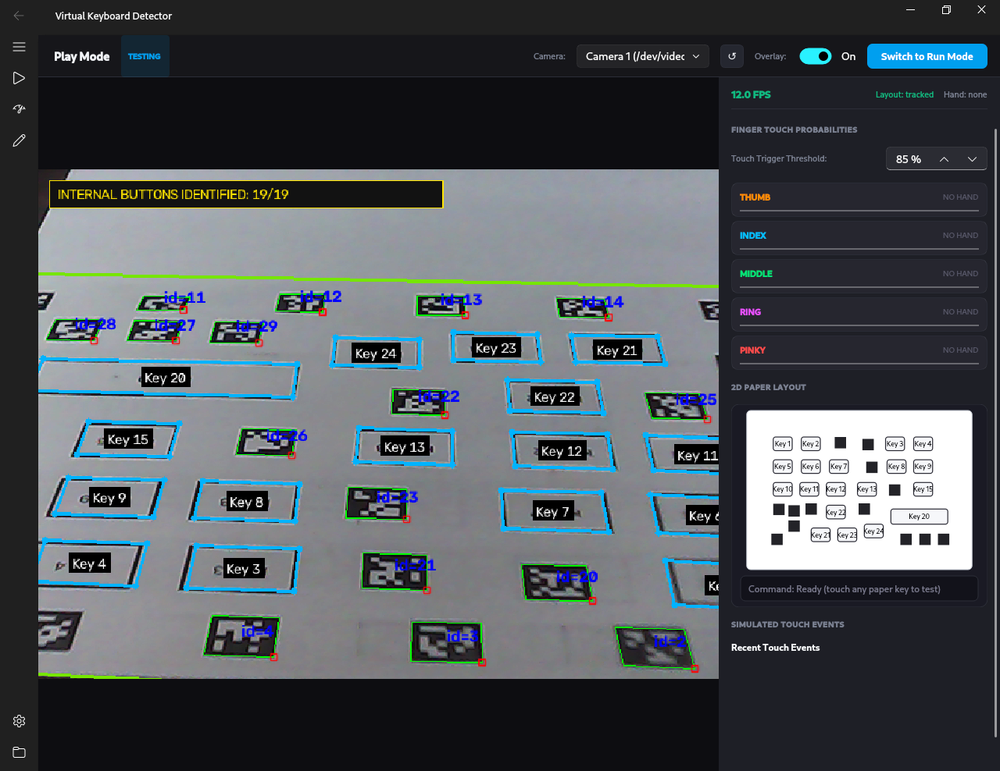 Virtual Keyboard Detector
Play Mode
TESTING
Camera:
Camera 1 (/dev/videc
Overlay:
On
Switch to Run Mode
INTERNAL BUTTONS IDENTIFIED: 19/19
id=11
id=12
id=13
id=14
id=28
id=27
id=29
Key 24
Key 23
Key 21
Key 20
id=22
Key 22
id=25
Key 15
id=26
Key 13
Key 12
Key 11
Key 9
Key 8
id=23
Key 7
Key 6
Key 4
Key 3
id=21
id=20
id=4
id=3
id=2
12.0 FPS
Layout: tracked
Hand: none
FINGER TOUCH PROBABILITIES
Touch Trigger Threshold:
85 %
THUMB
NO HAND
INDEX
NO HAND
MIDDLE
NO HAND
RING
NO HAND
PINKY
NO HAND
2D PAPER LAYOUT
Key 1
Key 2
Key 3
Key 4
Key 5
Key 6
Key 7
Key 8
Key 9
Key 10
Key 11
Key 12
Key 13
Key 15
Key 22
Key 20
Key 21
Key 23
Key 24
Command: Ready (touch any paper key to test)
SIMULATED TOUCH EVENTS
Recent Touch Events